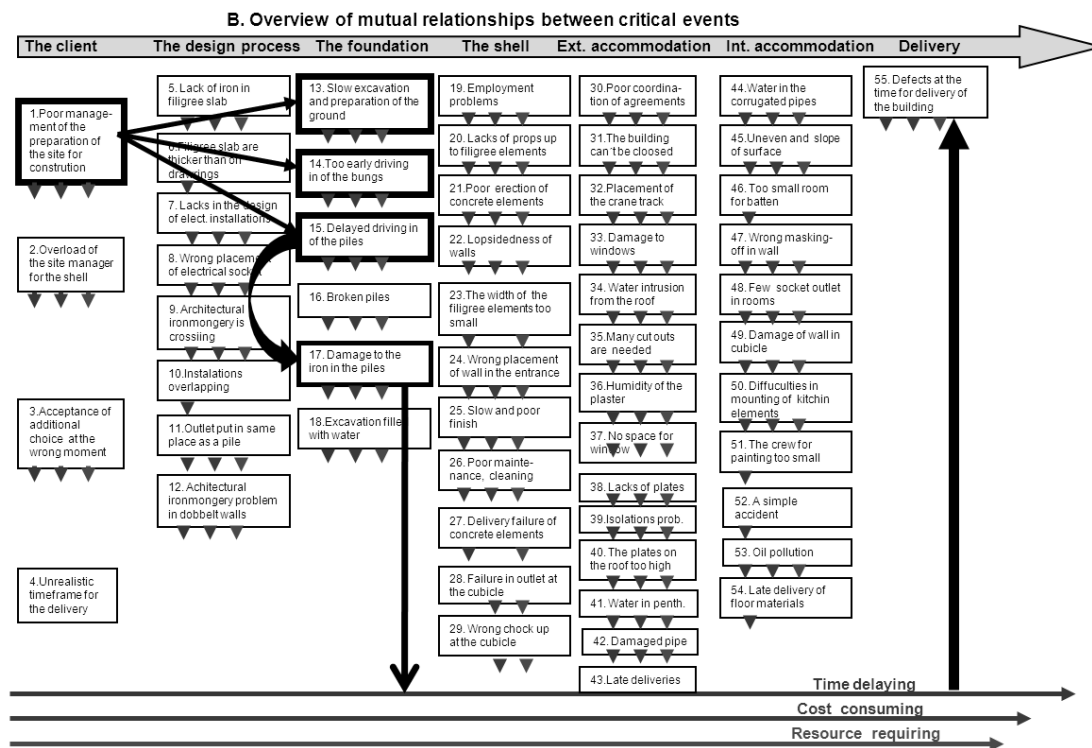 B. Overview of mutual relationships between critical events
The client
The design process
The foundation
The shell
Ext. accommodation
Int. accommodation
Delivery
1.Poor manage-
ment of the
preparation of
the site for
constrution
2.Overload of
the site manager
for the shell
3.Acceptance of
additional
choice at the
wrong moment
4.Unrealistic
timeframe for
the delivery
5. Lack of iron in
filigree slab
6. Filigree slab are
thicker than on
drawings
7. Lacks in the design
of elect. installations
8. Wrong placement
of electrical socket
9. Architectural
ironmongery is
crossiing
10. Instalations
overlapping
11.Outlet put in same
place as a pile
12. Achitectural
ironmongery problem
in dobbelt walls
13. Slow excavation
and preparation of the
ground
14. Too early driving
in of the bungs
15. Delayed driving in
of the piles
16. Broken piles
17. Damage to the
iron in the piles
18.Excavation filled
with water
19. Employment
problems
20. Lacks of props up
to filigree elements
21. Poor erection of
concrete elements
22. Lopsidedness of
walls
23.The width of the
filigree elements too
small
24. Wrong placement
of wall in the entrance
25. Slow and poor
finish
26. Poor mainte-
nance, cleaning
27. Delivery failure of
concrete elements
28. Failure in outlet at
the cubicle
29. Wrong chock up
at the cubicle
30. Poor coordina-
tion of agreements
31.The building
can't be cloosed
32. Placement of
the crane track
33. Damage to
windows
34. Water intrusion
from the roof
35.Many cut outs
are needed
36.Humidity of the
plaster
37. No space for
window
38. Lacks of plates
39.Isolations prob.
40. The plates on
the roof too high
41. Water in penth.
42. Damaged pipe
43.Late deliveries
44.Water in the
corrugated pipes
45.Uneven and slope
of surface
46. Too small room
for batten
47. Wrong masking-
off in wall
48. Few socket outlet
in rooms
49. Damage of wall in
cubicle
50. Diffuculties in
mounting of kitchin
elements
51. The crew for
painting too small
52. A simple
accident
53. Oil pollution
54. Late delivery of
floor materials
55. Defects at the
time for delivery of
the building
Time delaying
Cost consuming
Resource requiring